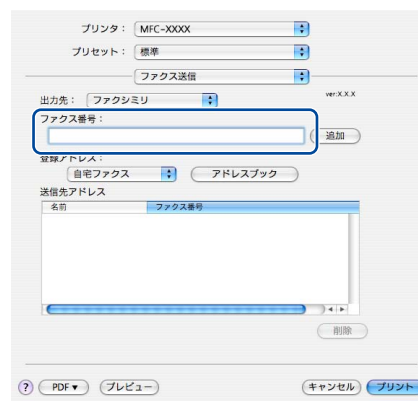 プリンタ： MFC-XXXX
プリセット： 標準
ファクス送信
出力先： ファクシミリ ver:X.X.X
ファクス番号：
追加
登録アドレス：
自宅ファクス アドレスブック
送信先アドレス
名前 ファクス番号
削除
? PDF▼ プレビュー キャンセル プリント